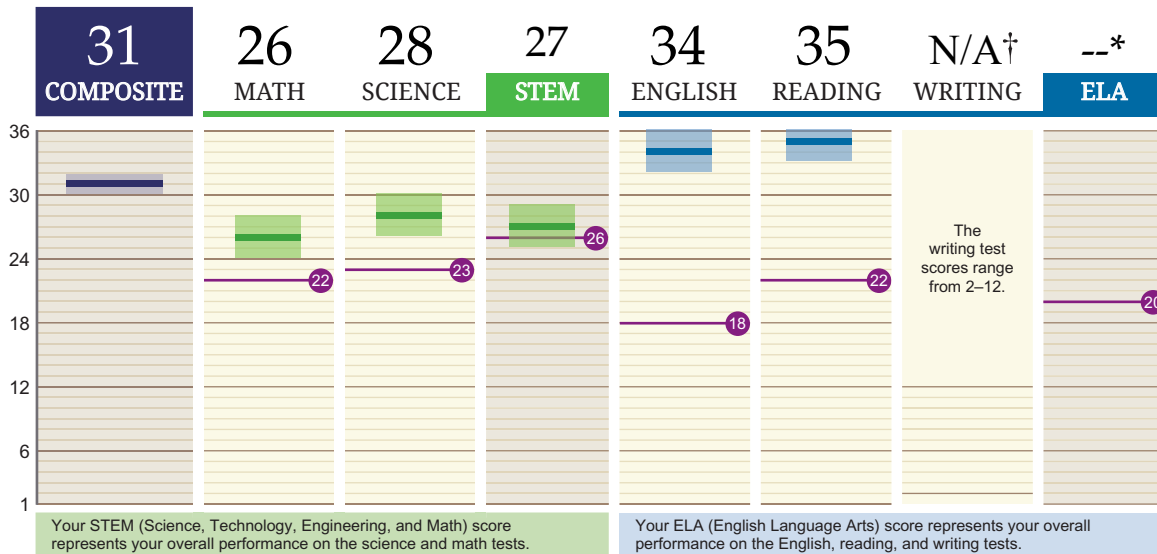 31 26 28 27 34 35 N/A† --*
COMPOSITE MATH SCIENCE STEM ENGLISH READING WRITING ELA
36
30
24
18
12
6
1
22
23
26
18
22
The
writing test
scores range
from 2–12.
20
Your STEM (Science, Technology, Engineering, and Math) score
represents your overall performance on the science and math tests.
Your ELA (English Language Arts) score represents your overall
performance on the English, reading, and writing tests.